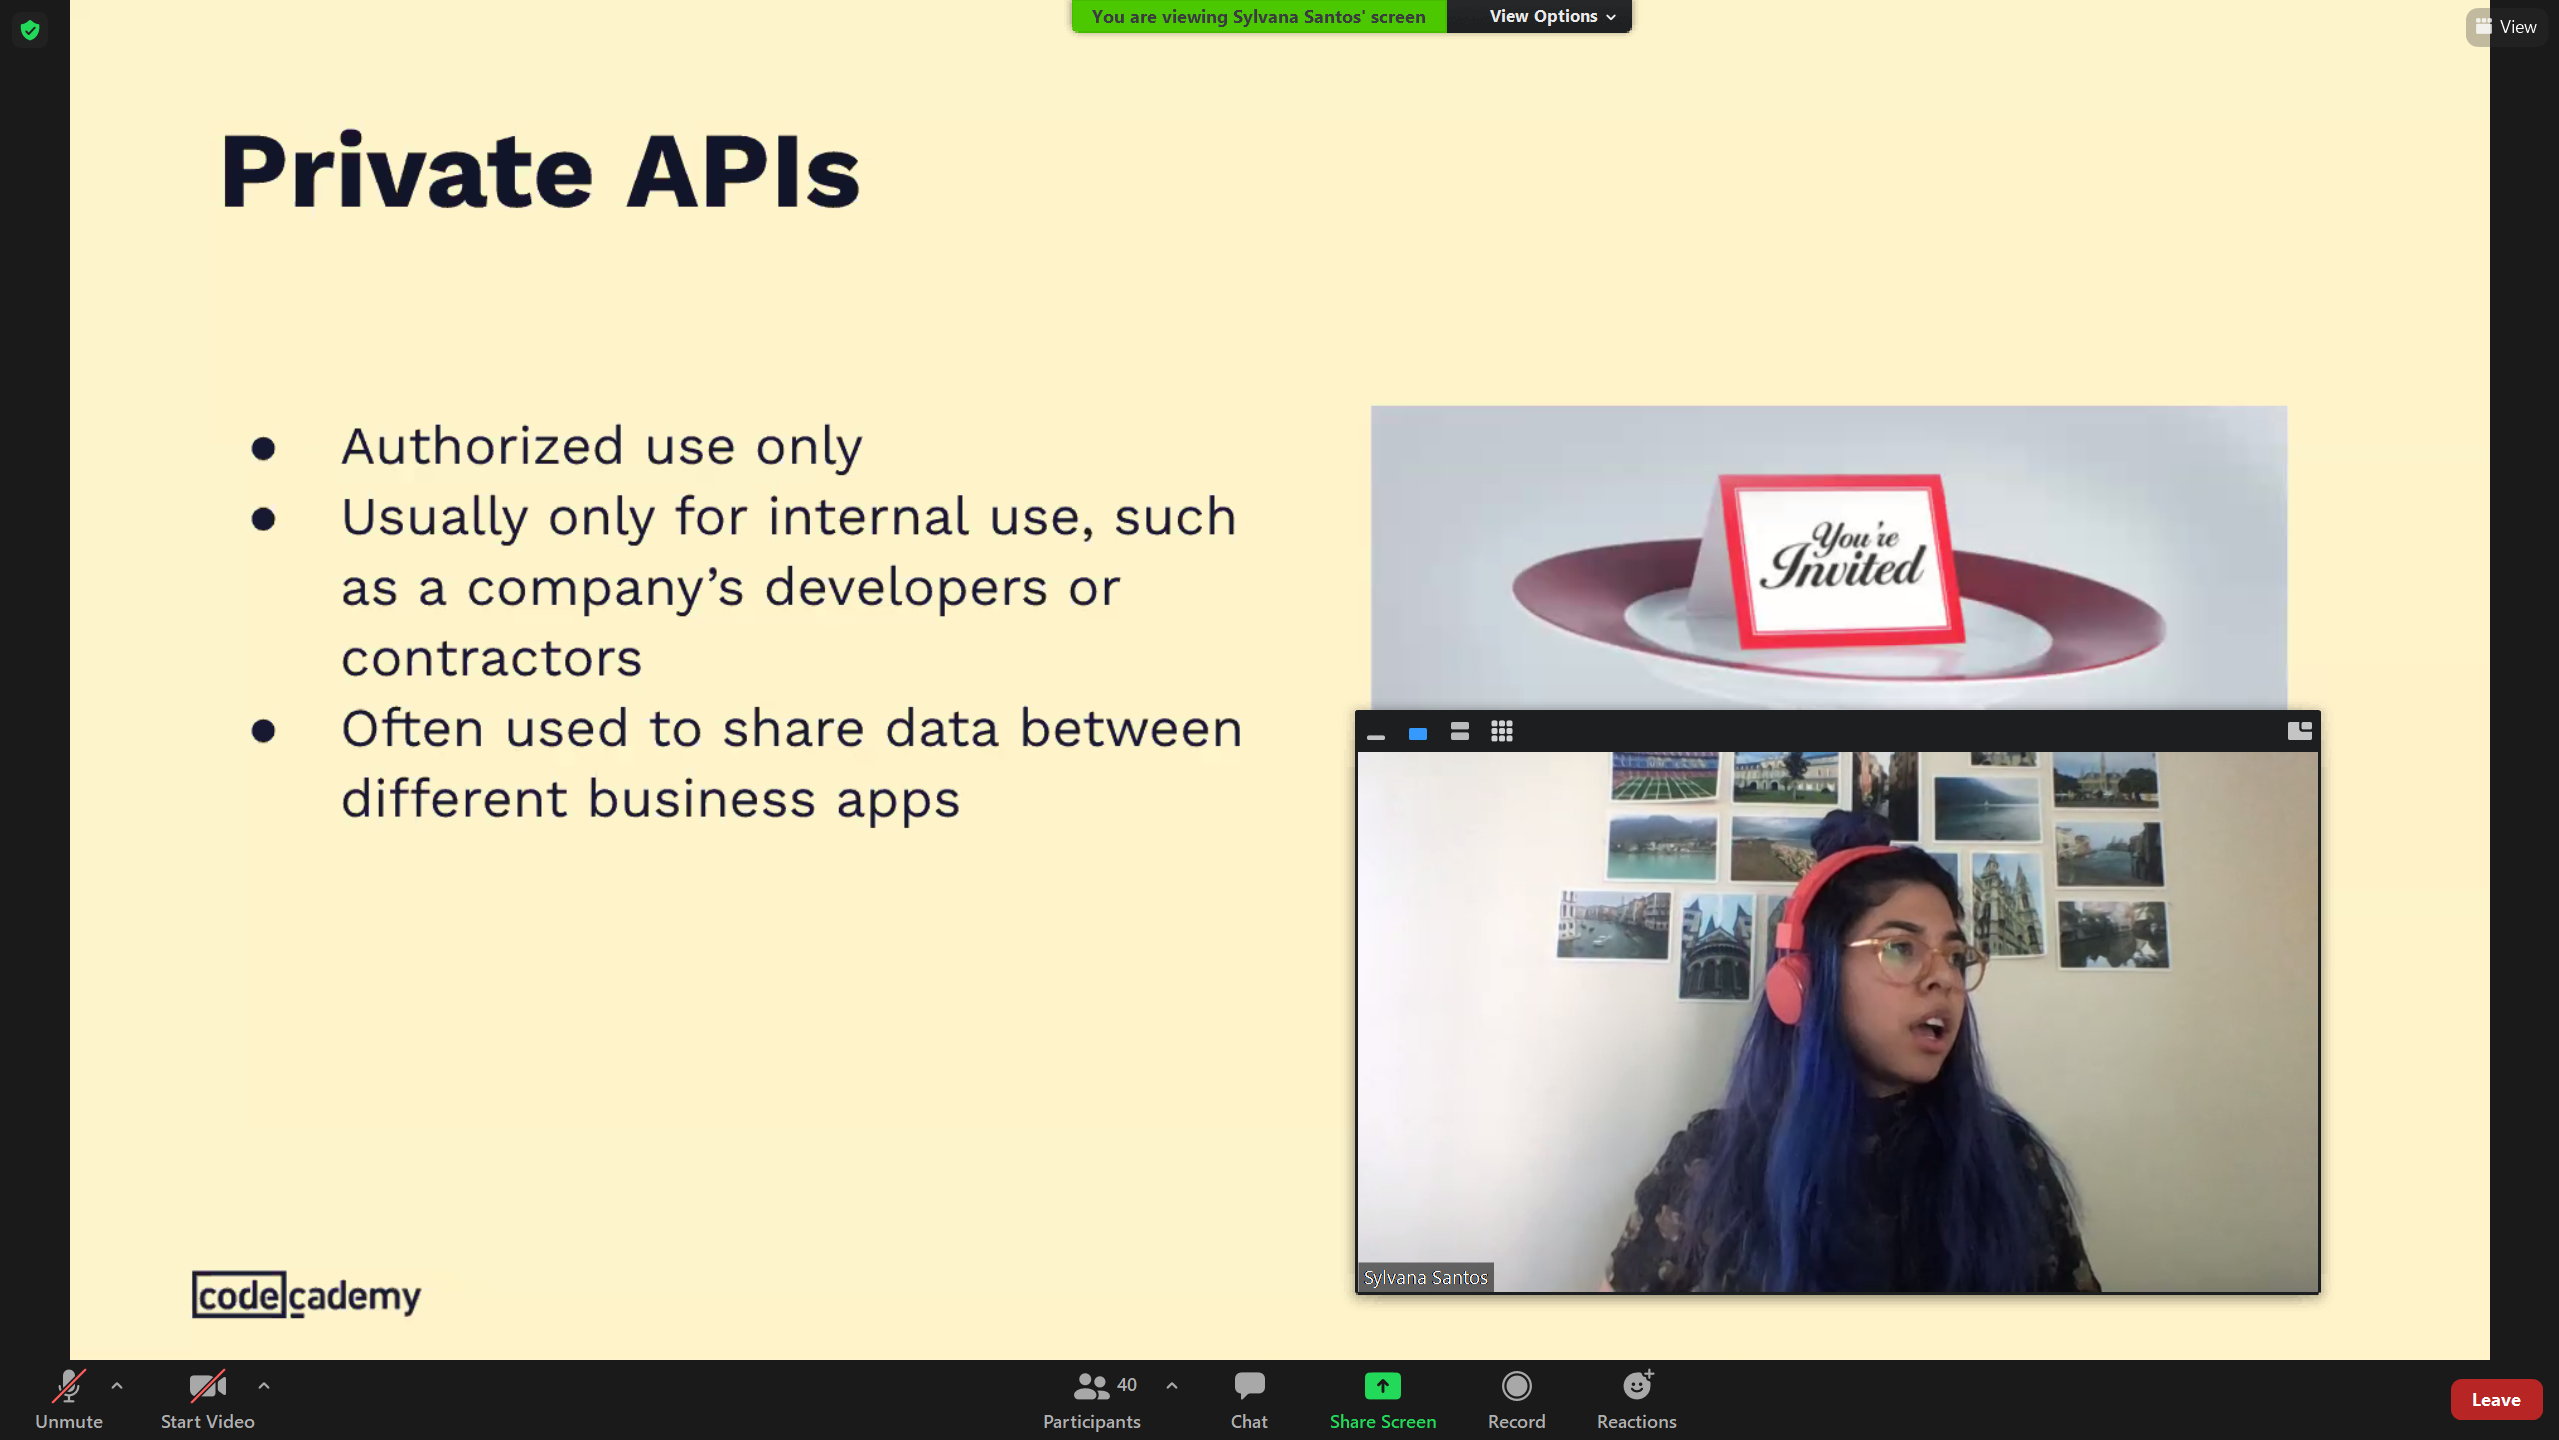 You are viewing Sylvana Santos' screen
View Options
View
Private APIs
Authorized use only
Usually only for internal use, such
as a company’s developers or
contractors
Often used to share data between
different business apps
You're
Invited
Sylvana Santos
codecademy
Unmute
Start Video
40
Participants
Chat
Share Screen
Record
Reactions
Leave